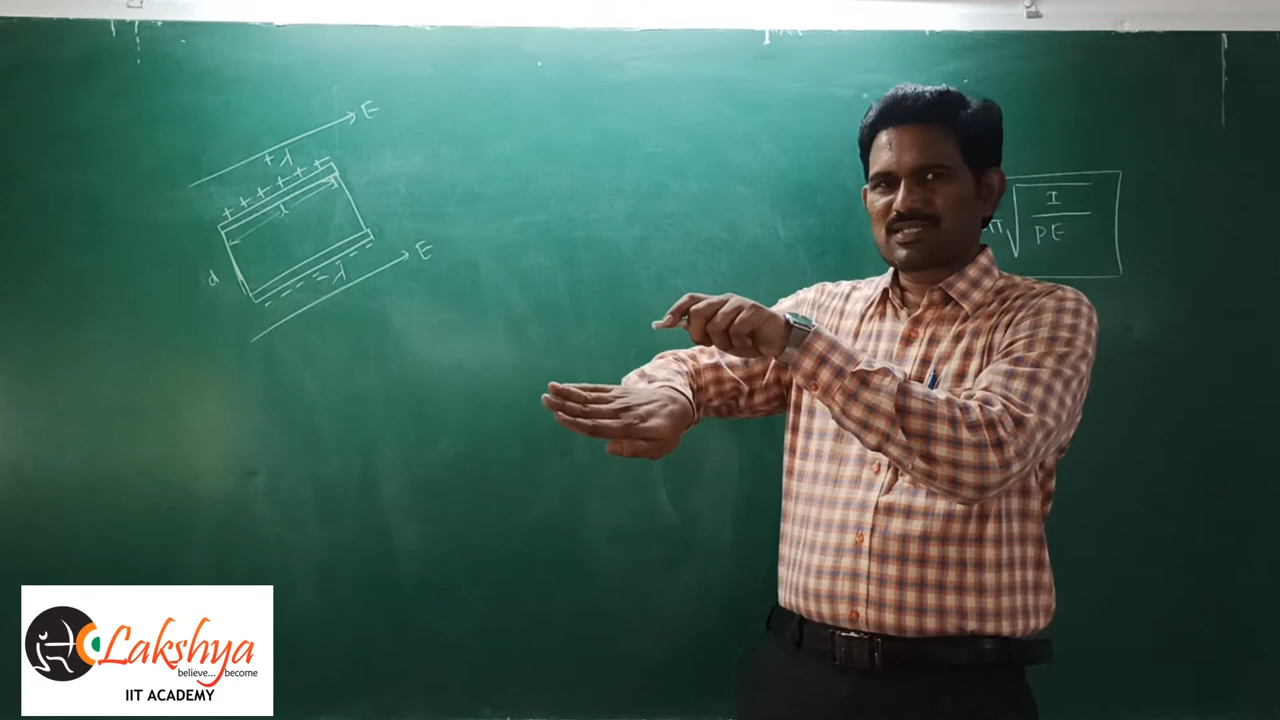 E
+λ
+ + + + + +
l
d
- - - - - - -
λ
E
π√(I/PE)
Lakshya
believe... become
IIT ACADEMY